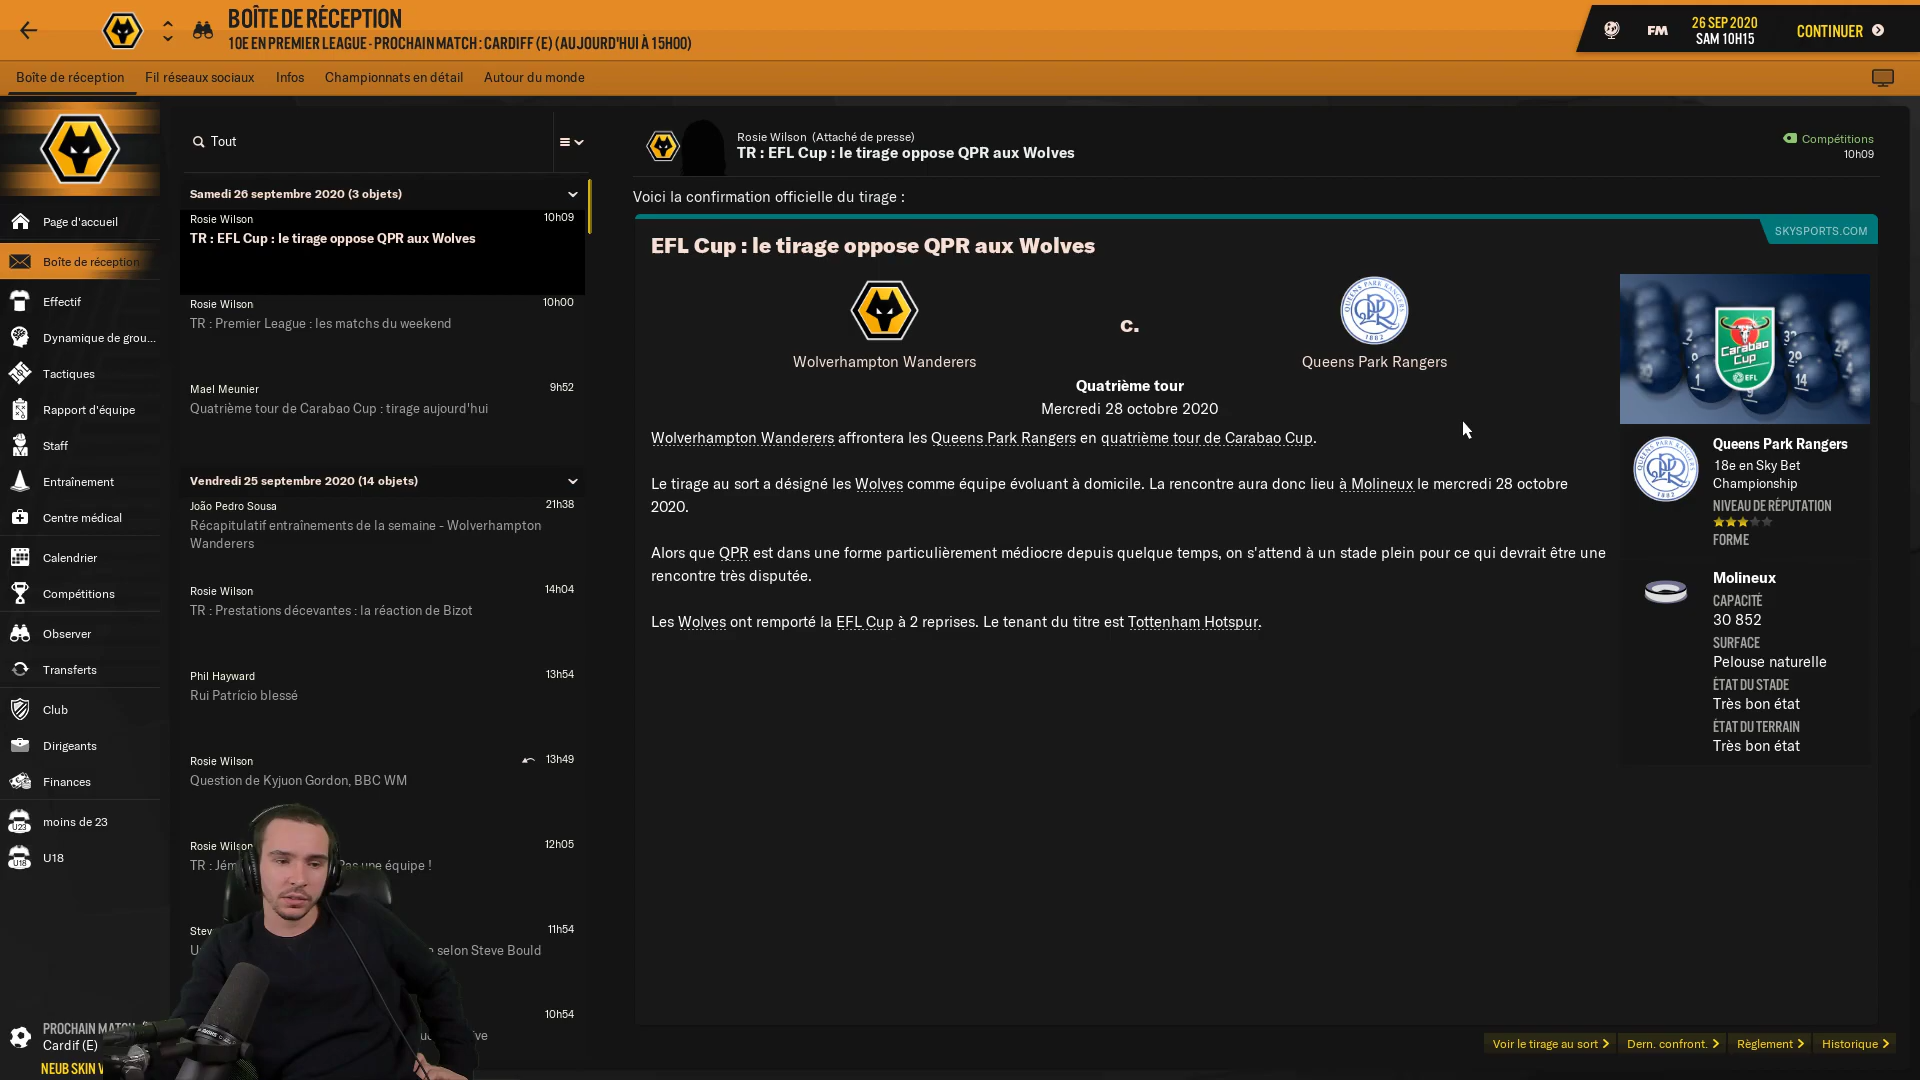 BOÎTE DE RÉCEPTION
10E EN PREMIER LEAGUE - PROCHAIN MATCH : CARDIFF (E) (AUJOURD'HUI À 15H00)
FM
26 SEP 2020
SAM 10H15
CONTINUER
Boîte de réception
Fil réseaux sociaux
Infos
Championnats en détail
Autour du monde
Page d'accueil
Boîte de réception
Effectif
Dynamique de grou...
Tactiques
Rapport d'équipe
Staff
Entraînement
Centre médical
Calendrier
Compétitions
Observer
Transferts
Club
Dirigeants
Finances
moins de 23
U18
PROCHAIN MATCH
Cardif (E)
NEUB SKIN V
Tout
Samedi 26 septembre 2020 (3 objets)
Rosie Wilson 10h09
TR : EFL Cup : le tirage oppose QPR aux Wolves
Rosie Wilson 10h00
TR : Premier League : les matchs du weekend
Mael Meunier 9h52
Quatrième tour de Carabao Cup : tirage aujourd'hui
Vendredi 25 septembre 2020 (14 objets)
João Pedro Sousa 21h38
Récapitulatif entraînements de la semaine - Wolverhampton
Wanderers
Rosie Wilson 14h04
TR : Prestations décevantes : la réaction de Bizot
Phil Hayward 13h54
Rui Patrício blessé
Rosie Wilson 13h49
Question de Kyjuon Gordon, BBC WM
Rosie Wilson 12h05
TR : Jém Pas une équipe !
Stev 11h54
selon Steve Bould
10h54
Rosie Wilson (Attaché de presse)
TR : EFL Cup : le tirage oppose QPR aux Wolves
Compétitions
10h09
Voici la confirmation officielle du tirage :
SKYSPORTS.COM
EFL Cup : le tirage oppose QPR aux Wolves
Wolverhampton Wanderers
c.
Queens Park Rangers
Quatrième tour
Mercredi 28 octobre 2020
Wolverhampton Wanderers affrontera les Queens Park Rangers en quatrième tour de Carabao Cup.
Le tirage au sort a désigné les Wolves comme équipe évoluant à domicile. La rencontre aura donc lieu à Molineux le mercredi 28 octobre
2020.
Alors que QPR est dans une forme particulièrement médiocre depuis quelque temps, on s'attend à un stade plein pour ce qui devrait être une
rencontre très disputée.
Les Wolves ont remporté la EFL Cup à 2 reprises. Le tenant du titre est Tottenham Hotspur.
Carabao
Cup
EFL
Queens Park Rangers
18e en Sky Bet
Championship
NIVEAU DE RÉPUTATION
FORME
Molineux
CAPACITÉ
30 852
SURFACE
Pelouse naturelle
ÉTAT DU STADE
Très bon état
ÉTAT DU TERRAIN
Très bon état
Voir le tirage au sort
Dern. confront.
Règlement
Historique